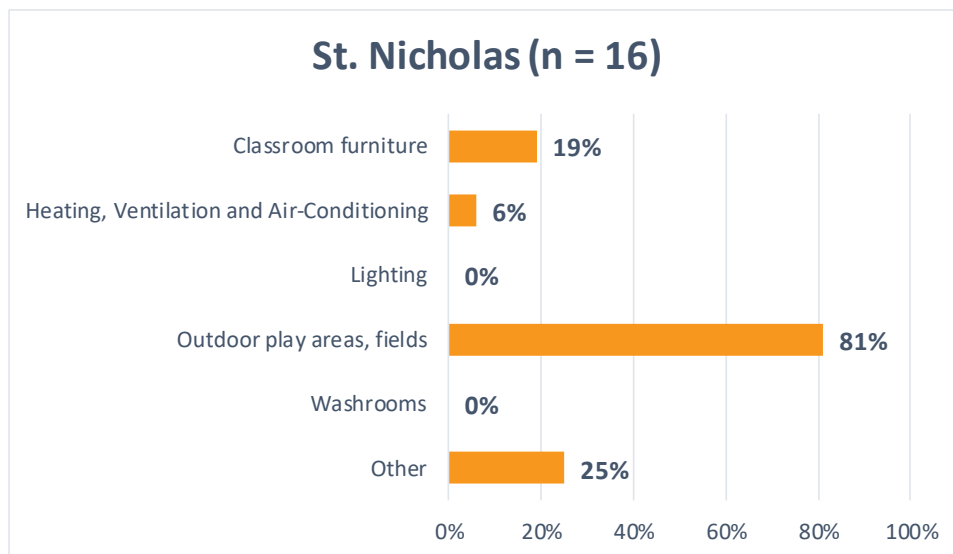 St. Nicholas (n = 16)
Classroom furniture 19%
Heating, Ventilation and Air-Conditioning 6%
Lighting 0%
Outdoor play areas, fields 81%
Washrooms 0%
Other 25%
0% 20% 40% 60% 80% 100%